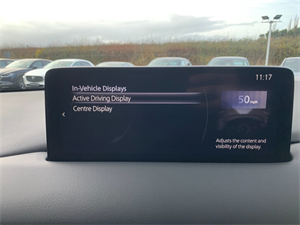 11:17
In-Vehicle Displays
Active Driving Display
Centre Display
50 mph
Adjusts the content and
visibility of the display.